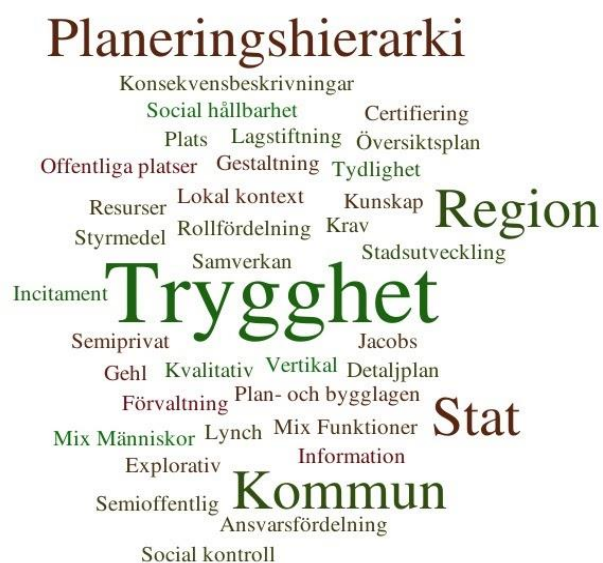 Planeringshierarki
Konsekvensbeskrivningar
Social hållbarhet
Certifiering
Plats
Lagstiftning
Översiktsplan
Offentliga platser
Gestaltning
Tydlighet
Resurser
Lokal kontext
Kunskap
Region
Styrmedel
Rollfördelning
Krav
Samverkan
Stadsutveckling
Incitament
Trygghet
Semiprivat
Jacobs
Gehl
Kvalitativ
Vertikal
Detaljplan
Förvaltning
Plan- och bygglagen
Stat
Mix Människor
Lynch
Mix Funktioner
Explorativ
Information
Semioffentlig
Kommun
Ansvarsfördelning
Social kontroll